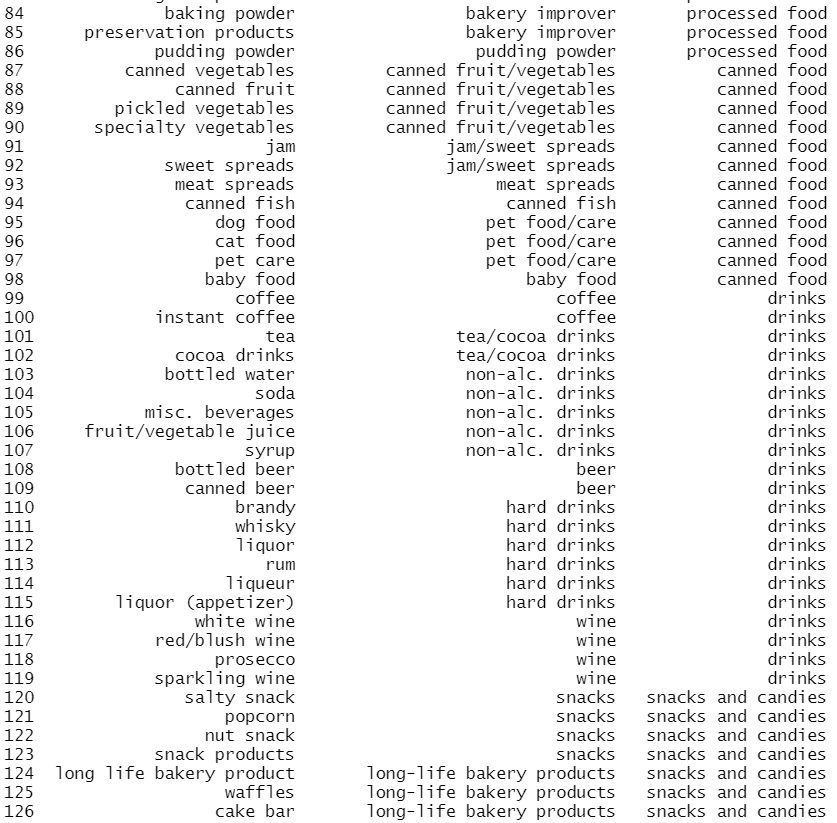 84 baking powder bakery improver processed food
85 preservation products bakery improver processed food
86 pudding powder pudding powder processed food
87 canned vegetables canned fruit/vegetables canned food
88 canned fruit canned fruit/vegetables canned food
89 pickled vegetables canned fruit/vegetables canned food
90 specialty vegetables canned fruit/vegetables canned food
91 jam jam/sweet spreads canned food
92 sweet spreads jam/sweet spreads canned food
93 meat spreads meat spreads canned food
94 canned fish canned fish canned food
95 dog food pet food/care canned food
96 cat food pet food/care canned food
97 pet care pet food/care canned food
98 baby food baby food canned food
99 coffee coffee drinks
100 instant coffee coffee drinks
101 tea tea/cocoa drinks drinks
102 cocoa drinks tea/cocoa drinks drinks
103 bottled water non-alc. drinks drinks
104 soda non-alc. drinks drinks
105 misc. beverages non-alc. drinks drinks
106 fruit/vegetable juice non-alc. drinks drinks
107 syrup non-alc. drinks drinks
108 bottled beer beer drinks
109 canned beer beer drinks
110 brandy hard drinks drinks
111 whisky hard drinks drinks
112 liquor hard drinks drinks
113 rum hard drinks drinks
114 liqueur hard drinks drinks
115 liquor (appetizer) hard drinks drinks
116 white wine wine drinks
117 red/blush wine wine drinks
118 prosecco wine drinks
119 sparkling wine wine drinks
120 salty snack snacks snacks and candies
121 popcorn snacks snacks and candies
122 nut snack snacks snacks and candies
123 snack products snacks snacks and candies
124 long life bakery product long-life bakery products snacks and candies
125 waffles long-life bakery products snacks and candies
126 cake bar long-life bakery products snacks and candies